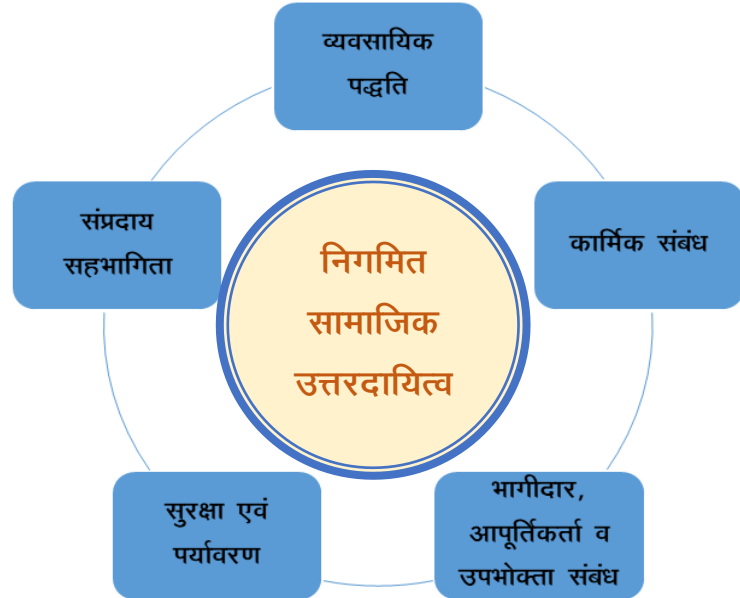 व्यवसायिक
पद्धति
कार्मिक संबंध
भागीदार,
आपूर्तिकर्ता व
उपभोक्ता संबंध
सुरक्षा एवं
पर्यावरण
संप्रदाय
सहभागिता
निगमित
सामाजिक
उत्तरदायित्व